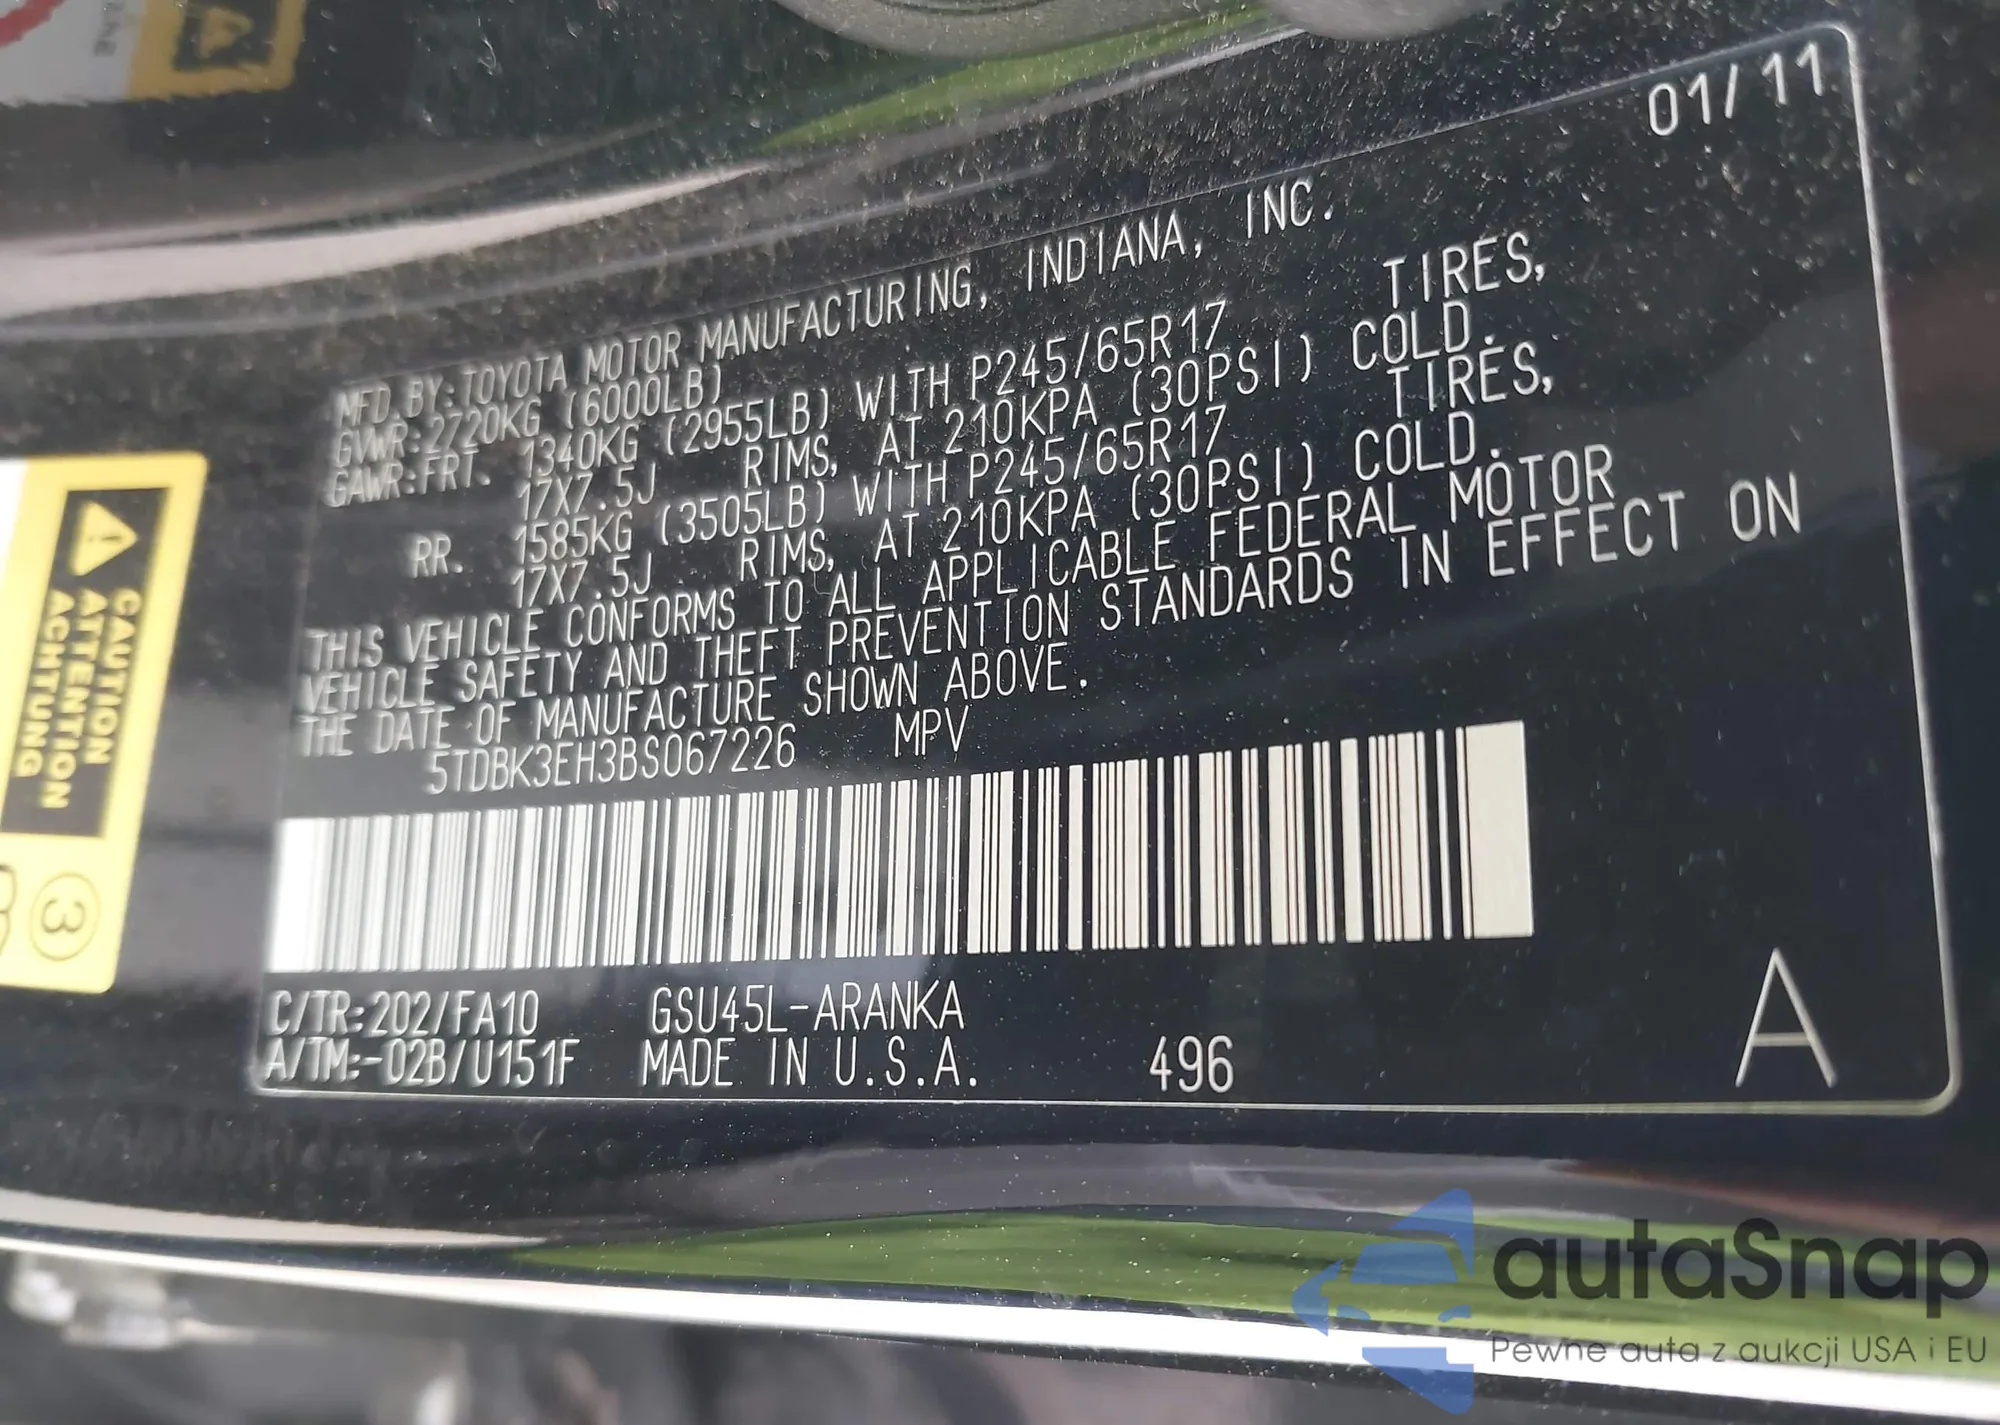 01/11
MFD.BY:TOYOTA MOTOR MANUFACTURING, INDIANA, INC.
GVWR:2720KG (6000LB)
GAWR:FRT. 1340KG (2955LB) WITH P245/65R17 TIRES,
17X7.5J RIMS, AT 210KPA (30PSI) COLD.
RR. 1585KG (3505LB) WITH P245/65R17 TIRES,
17X7.5J RIMS, AT 210KPA (30PSI) COLD.
THIS VEHICLE CONFORMS TO ALL APPLICABLE FEDERAL MOTOR
VEHICLE SAFETY AND THEFT PREVENTION STANDARDS IN EFFECT ON
THE DATE OF MANUFACTURE SHOWN ABOVE.
5TDBK3EH3BS067226 MPV
C/TR:202/FA10 GSU45L-ARANKA
A/TM:-02B/U151F MADE IN U.S.A. 496
A
CAUTION
ATTENTION
ACHTUNG
3
autaSnap
Pewne auta z aukcji USA i EU